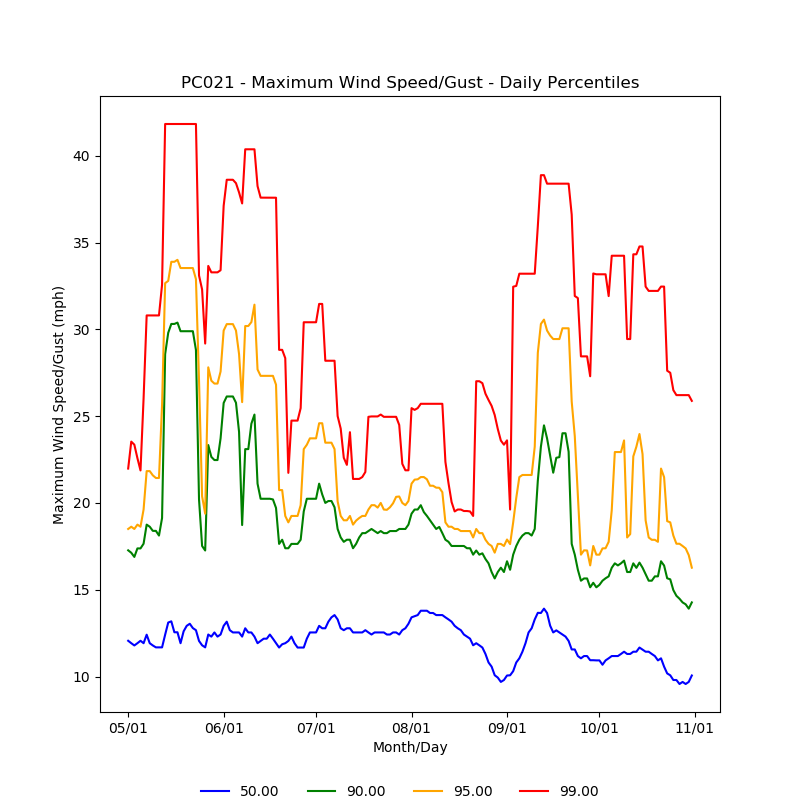 PC021 - Maximum Wind Speed/Gust - Daily Percentiles
40
35
30
25
20
15
10
Maximum Wind Speed/Gust (mph)
05/01 06/01 07/01 08/01 09/01 10/01 11/01
Month/Day
50.00 90.00 95.00 99.00